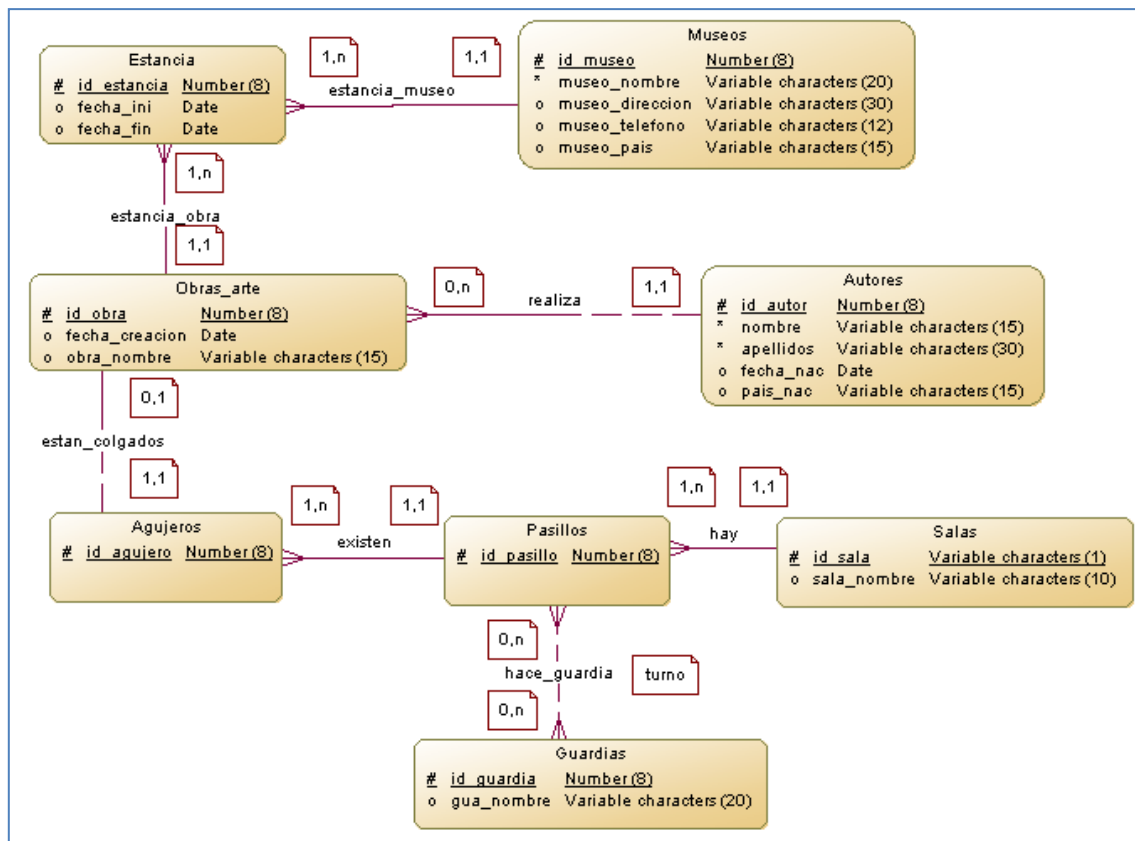 Estancia
# id_estancia Number (8)
o fecha_ini Date
o fecha_fin Date
1,n
1,1
estancia_museo
Museos
# id_museo Number (8)
* museo_nombre Variable characters (20)
o museo_direccion Variable characters (30)
o museo_telefono Variable characters (12)
o museo_pais Variable characters (15)
1,n
estancia_obra
1,1
Obras_arte
# id_obra Number (8)
o fecha_creacion Date
o obra_nombre Variable characters (15)
0,n
realiza
1,1
Autores
# id_autor Number (8)
* nombre Variable characters (15)
* apellidos Variable characters (30)
o fecha_nac Date
o pais_nac Variable characters (15)
0,1
estan_colgados
1,1
Agujeros
# id_agujero Number (8)
1,n
existen
1,1
Pasillos
# id_pasillo Number (8)
1,n
1,1
hay
Salas
# id_sala Variable characters (1)
o sala_nombre Variable characters (10)
0,n
hace_guardia
turno
0,n
Guardias
# id_guardia Number (8)
o gua_nombre Variable characters (20)